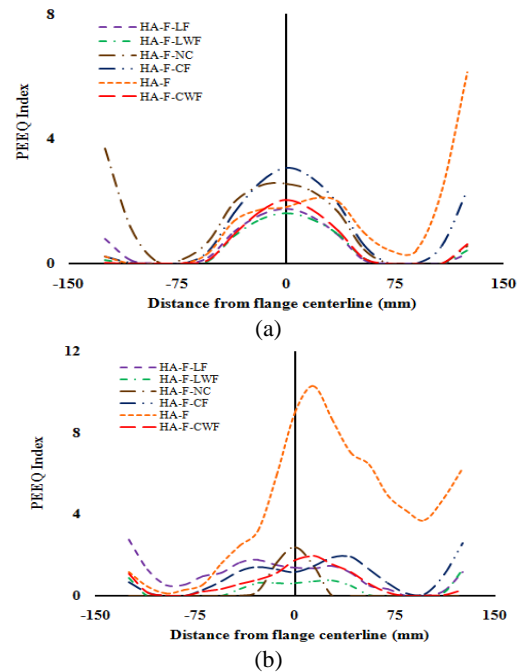 8
HA-F-LF
HA-F-LWF
HA-F-NC
HA-F-CF
HA-F
HA-F-CWF
PEEQ Index
4
0
-150 -75 0 75 150
Distance from flange centerline (mm)
(a)
12
HA-F-LF
HA-F-LWF
HA-F-NC
HA-F-CF
HA-F
HA-F-CWF
PEEQ Index
8
4
0
-150 -75 0 75 150
Distance from flange centerline (mm)
(b)